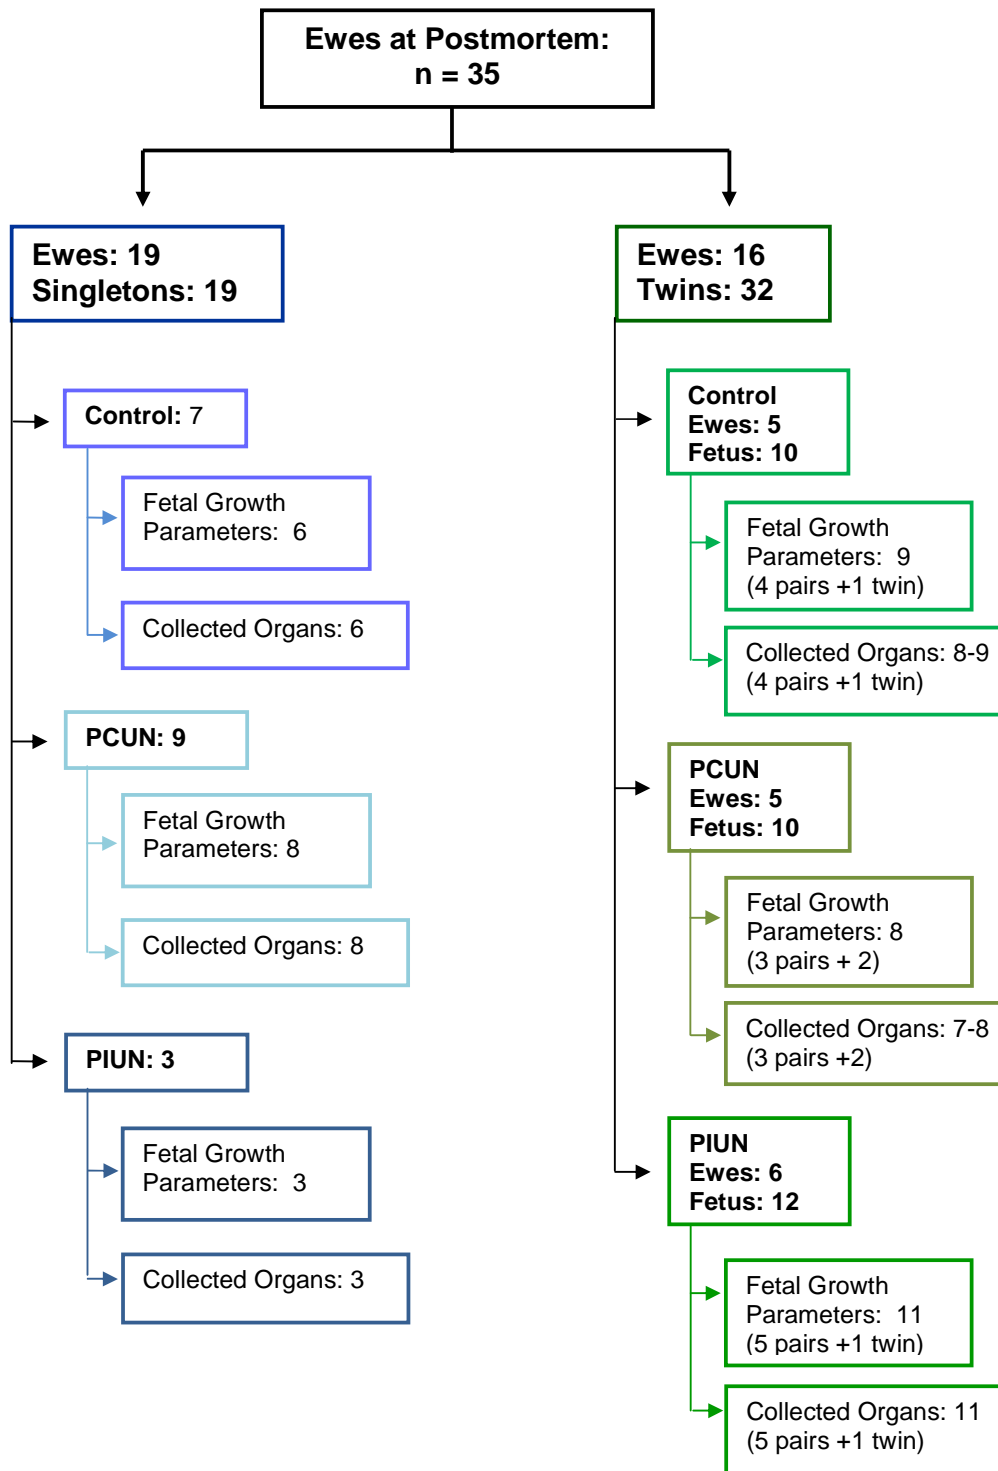 Ewes at Postmortem:
n = 35
Ewes: 19
Singletons: 19
Control: 7
Fetal Growth
Parameters: 6
Collected Organs: 6
PCUN: 9
Fetal Growth
Parameters: 8
Collected Organs: 8
PIUN: 3
Fetal Growth
Parameters: 3
Collected Organs: 3
Ewes: 16
Twins: 32
Control
Ewes: 5
Fetus: 10
Fetal Growth
Parameters: 9
(4 pairs +1 twin)
Collected Organs: 8-9
(4 pairs +1 twin)
PCUN
Ewes: 5
Fetus: 10
Fetal Growth
Parameters: 8
(3 pairs + 2)
Collected Organs: 7-8
(3 pairs +2)
PIUN
Ewes: 6
Fetus: 12
Fetal Growth
Parameters: 11
(5 pairs +1 twin)
Collected Organs: 11
(5 pairs +1 twin)